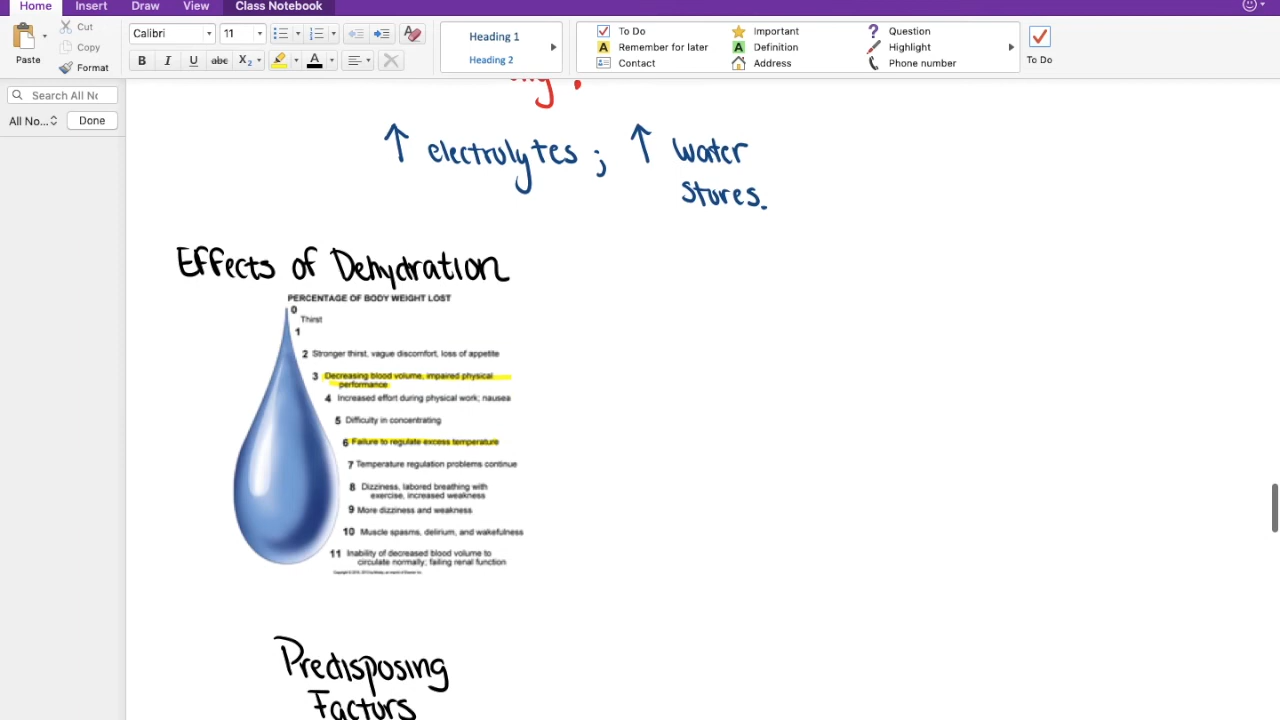 Home Insert Draw View Class Notebook
Paste
Cut
Copy
Format
Calibri 11
B I U abc X₂ A
Heading 1
Heading 2
To Do
Remember for later
Contact
Important
Definition
Address
Question
Highlight
Phone number
To Do
Search All No
All No...
Done
↑ electrolytes; ↑ water
stores.
Effects of Dehydration
PERCENTAGE OF BODY WEIGHT LOST
0
Thirst
1
2 Stronger thirst, vague discomfort, loss of appetite
3 Decreasing blood volume, impaired physical
performance
4 Increased effort during physical work; nausea
5 Difficulty in concentrating
6 Failure to regulate excess temperature
7 Temperature regulation problems continue
8 Dizziness, labored breathing with
exercise, increased weakness
9 More dizziness and weakness
10 Muscle spasms, delirium, and wakefulness
11 Inability of decreased blood volume to
circulate normally; failing renal function
Predisposing
Factors